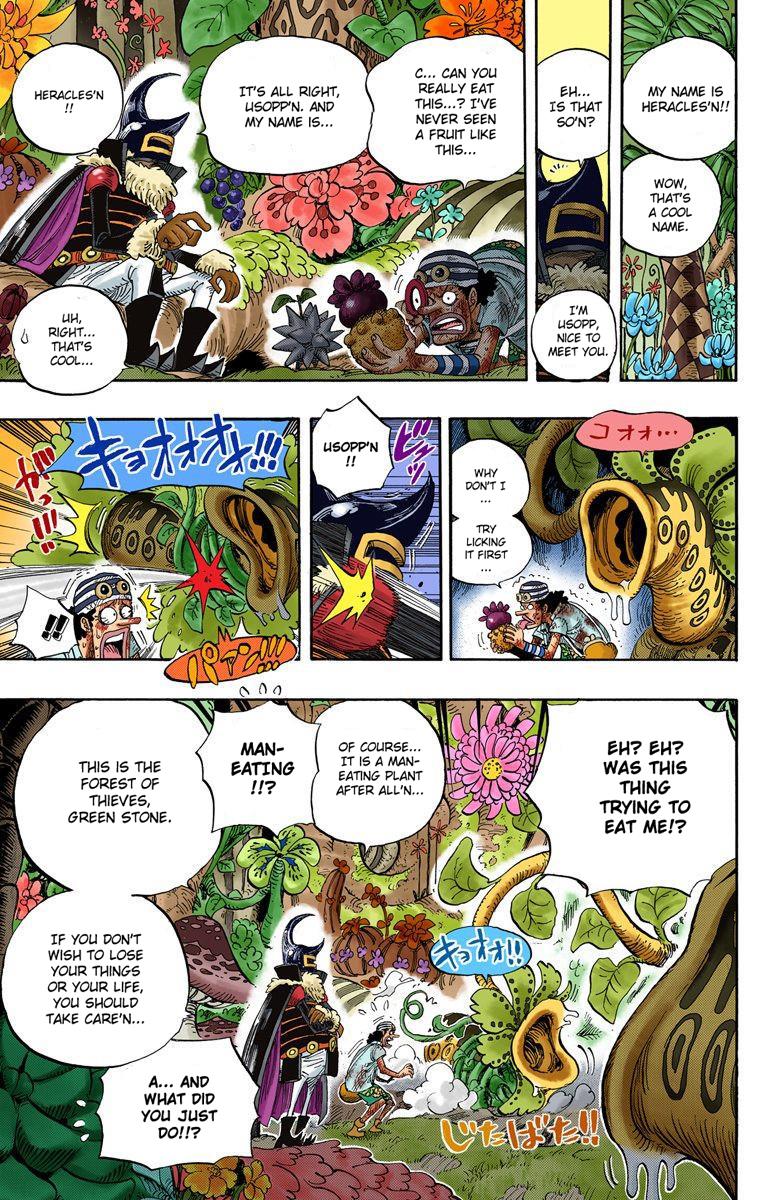 MY NAME IS
HERACLES'N!!
WOW,
THAT'S
A COOL
NAME.
EH...
IS THAT
SO'N?
I'M
USOPP,
NICE TO
MEET YOU.
C... CAN YOU
REALLY EAT
THIS...? I'VE
NEVER SEEN
A FRUIT LIKE
THIS...
IT'S ALL RIGHT,
USOPP'N. AND
MY NAME IS...
HERACLES'N
!!
UH,
RIGHT...
THAT'S
COOL...
コオォ…
WHY
DON'T I
...
TRY
LICKING
IT FIRST
...
ビュッ
USOPP'N
!!
キョオオオォ!!!
がっ!!!
!!
パァン!!!
EH? EH?
WAS THIS
THING
TRYING TO
EAT ME!?
OF COURSE...
IT IS A MAN-
EATING PLANT
AFTER ALL'N...
MAN-
EATING
!!?
THIS IS THE
FOREST OF
THIEVES,
GREEN STONE.
IF YOU DON'T
WISH TO LOSE
YOUR THINGS
OR YOUR LIFE,
YOU SHOULD
TAKE CARE'N...
キョオオ!!
A... AND
WHAT DID
YOU JUST
DO!!?
じたばた!!